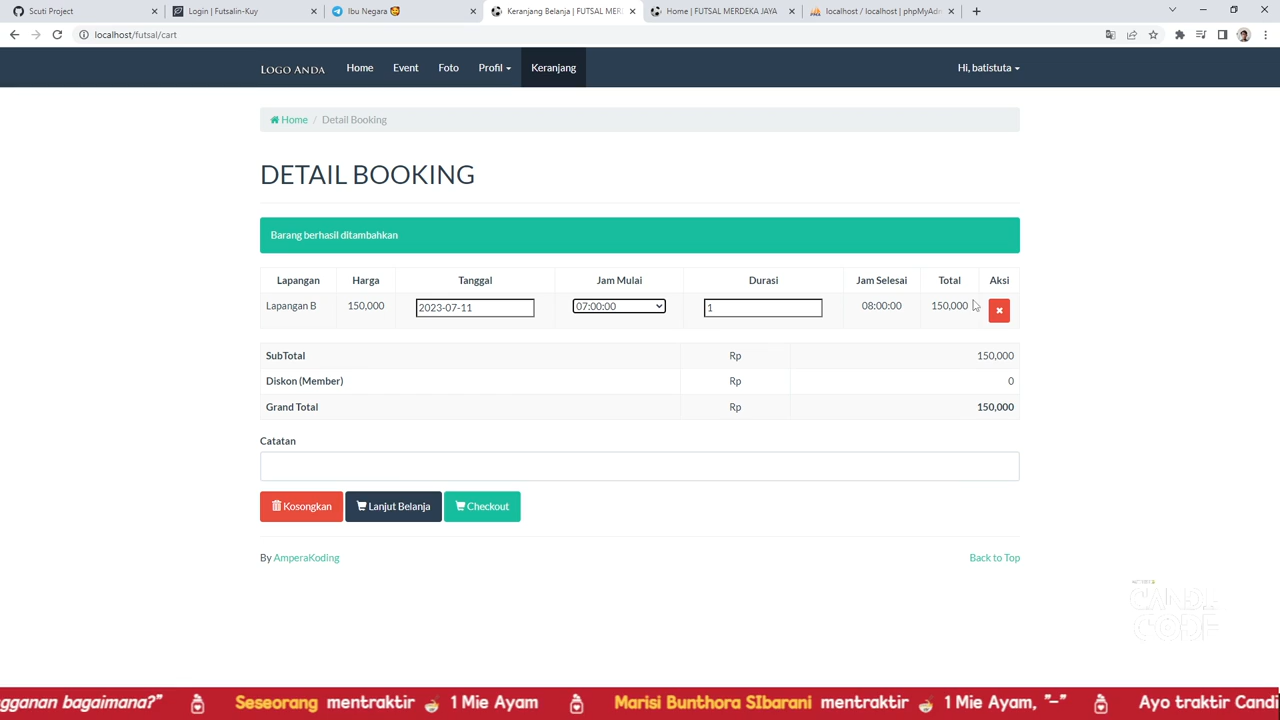 Scuti Project
Login | Futsalin-Kuy
Ibu Negara
Keranjang Belanja | FUTSAL MER
Home | FUTSAL MERDEKA JAYA
localhost / localhost | phpMyAdm
localhost/futsal/cart
LOGO ANDA
Home
Event
Foto
Profil
Keranjang
Hi, batistuta
Home / Detail Booking
DETAIL BOOKING
Barang berhasil ditambahkan
Lapangan Harga Tanggal Jam Mulai Durasi Jam Selesai Total Aksi
Lapangan B 150,000 2023-07-11 07:00:00 1 08:00:00 150,000
SubTotal Rp 150,000
Diskon (Member) Rp 0
Grand Total Rp 150,000
Catatan
Kosongkan
Lanjut Belanja
Checkout
By AmperaKoding
Back to Top
CANDL
CODE
gganan bagaimana?” Seseorang mentraktir 1 Mie Ayam Marisi Bunthora SIbarani mentraktir 1 Mie Ayam, "-" Ayo traktir Candl